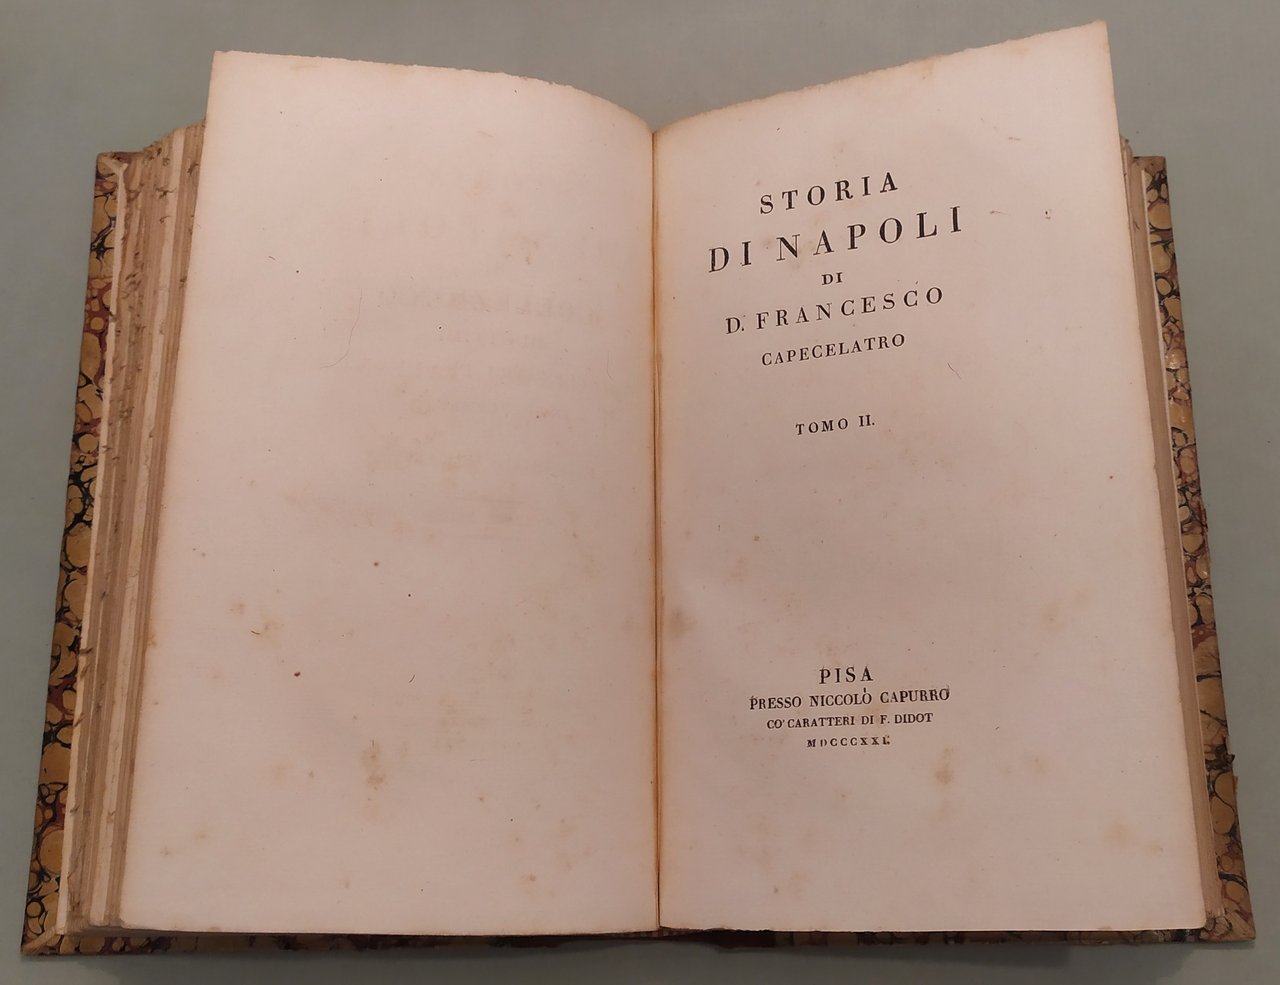 STORIA
DI NAPOLI
DI
D. FRANCESCO
CAPECELATRO
TOMO II.
PISA
PRESSO NICCOLÒ CAPURRO
CO' CARATTERI DI F. DIDOT
MDCCCXXI.